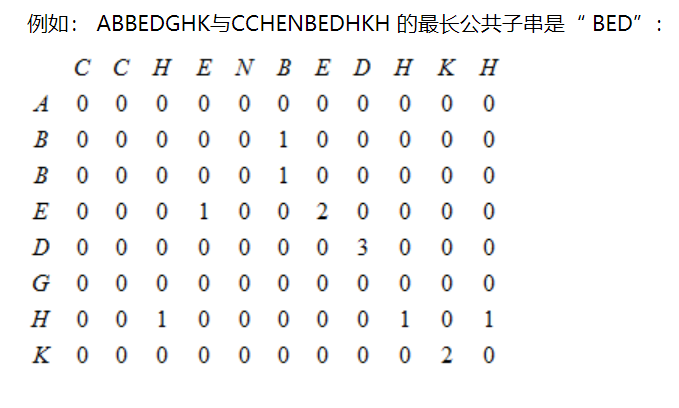 例如： ABBEDGHK与CCHENBEDHKH 的最长公共子串是“ BED”：
C C H E N B E D H K H
A 0 0 0 0 0 0 0 0 0 0 0
B 0 0 0 0 0 1 0 0 0 0 0
B 0 0 0 0 0 1 0 0 0 0 0
E 0 0 0 1 0 0 2 0 0 0 0
D 0 0 0 0 0 0 0 3 0 0 0
G 0 0 0 0 0 0 0 0 0 0 0
H 0 0 1 0 0 0 0 0 1 0 1
K 0 0 0 0 0 0 0 0 0 2 0